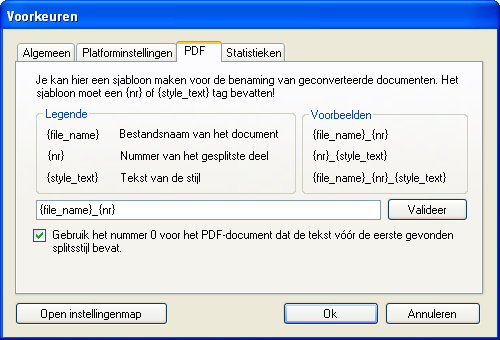 Voorkeuren
Algemeen Platforminstellingen PDF Statistieken
Je kan hier een sjabloon maken voor de benaming van geconverteerde documenten. Het
sjabloon moet een {nr} of {style_text} tag bevatten!
Legende Voorbeelden
{file_name} Bestandsnaam van het document {file_name}_{nr}
{nr} Nummer van het gesplitste deel {nr}_{style_text}
{style_text} Tekst van de stijl {file_name}_{nr}_{style_text}
{file_name}_{nr} Valideer
Gebruik het nummer 0 voor het PDF-document dat de tekst vóór de eerste gevonden
splitsstijl bevat.
Open instellingenmap Ok Annuleren